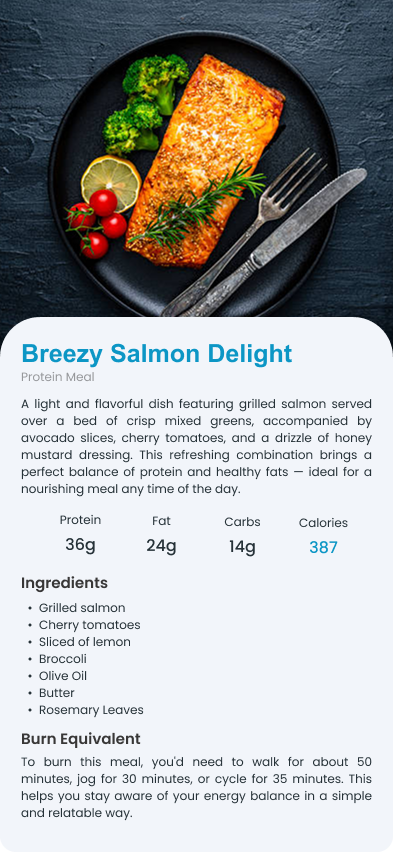 Breezy Salmon Delight
Protein Meal
A light and flavorful dish featuring grilled salmon served
over a bed of crisp mixed greens, accompanied by
avocado slices, cherry tomatoes, and a drizzle of honey
mustard dressing. This refreshing combination brings a
perfect balance of protein and healthy fats — ideal for a
nourishing meal any time of the day.
Protein Fat Carbs Calories
36g 24g 14g 387
Ingredients
• Grilled salmon
• Cherry tomatoes
• Sliced of lemon
• Broccoli
• Olive Oil
• Butter
• Rosemary Leaves
Burn Equivalent
To burn this meal, you'd need to walk for about 50
minutes, jog for 30 minutes, or cycle for 35 minutes. This
helps you stay aware of your energy balance in a simple
and relatable way.